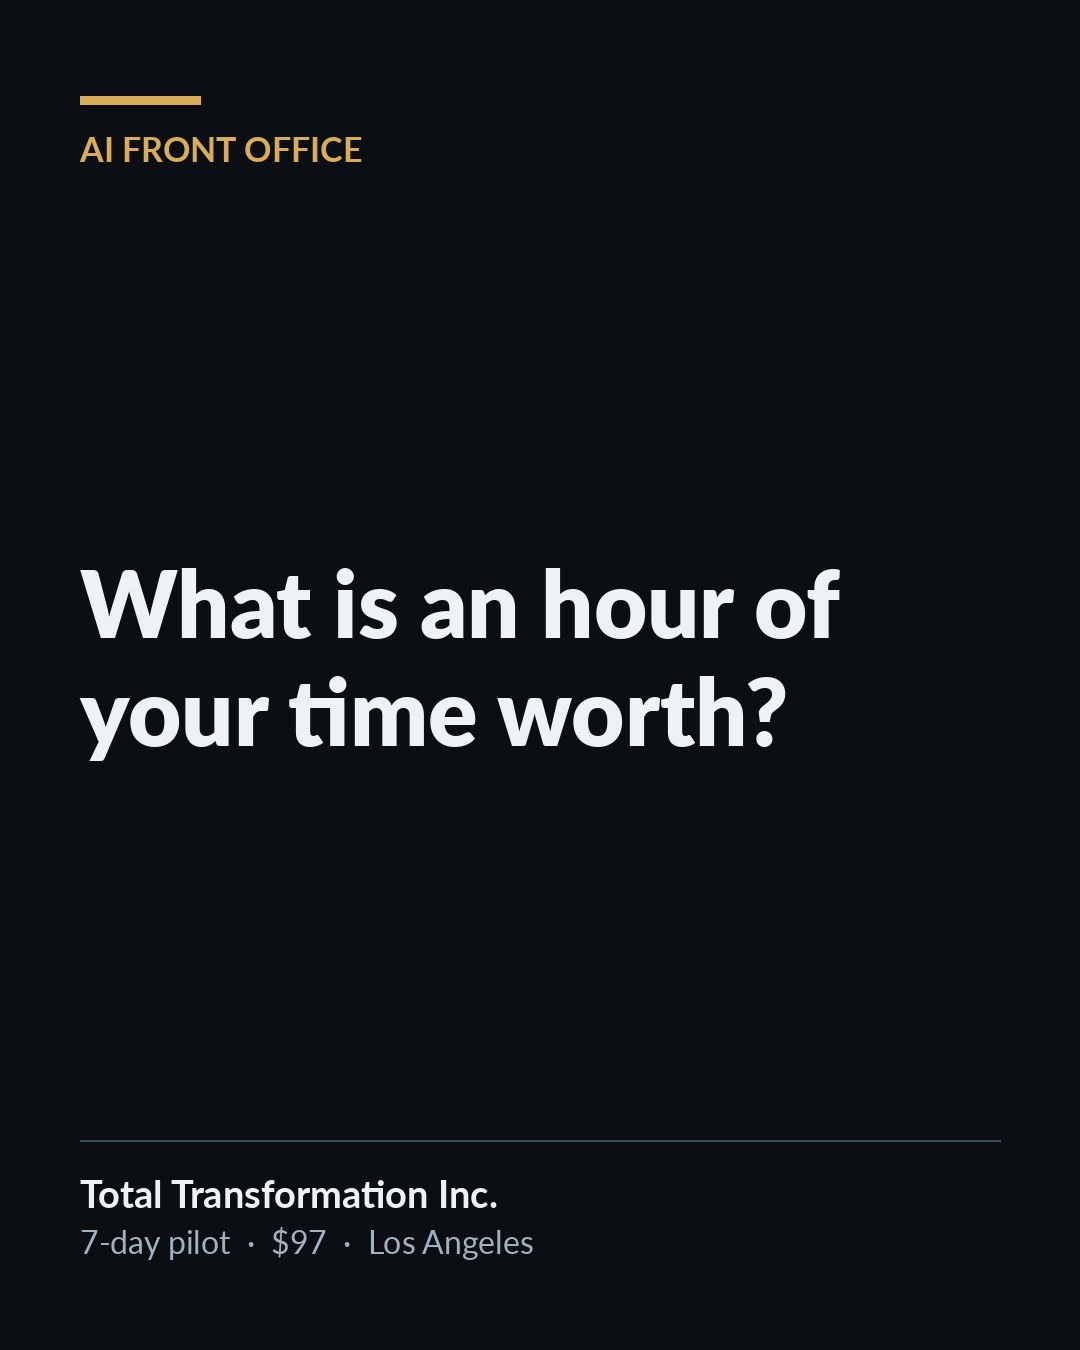 AI FRONT OFFICE
What is an hour of
your time worth?
Total Transformation Inc.
7-day pilot · $97 · Los Angeles